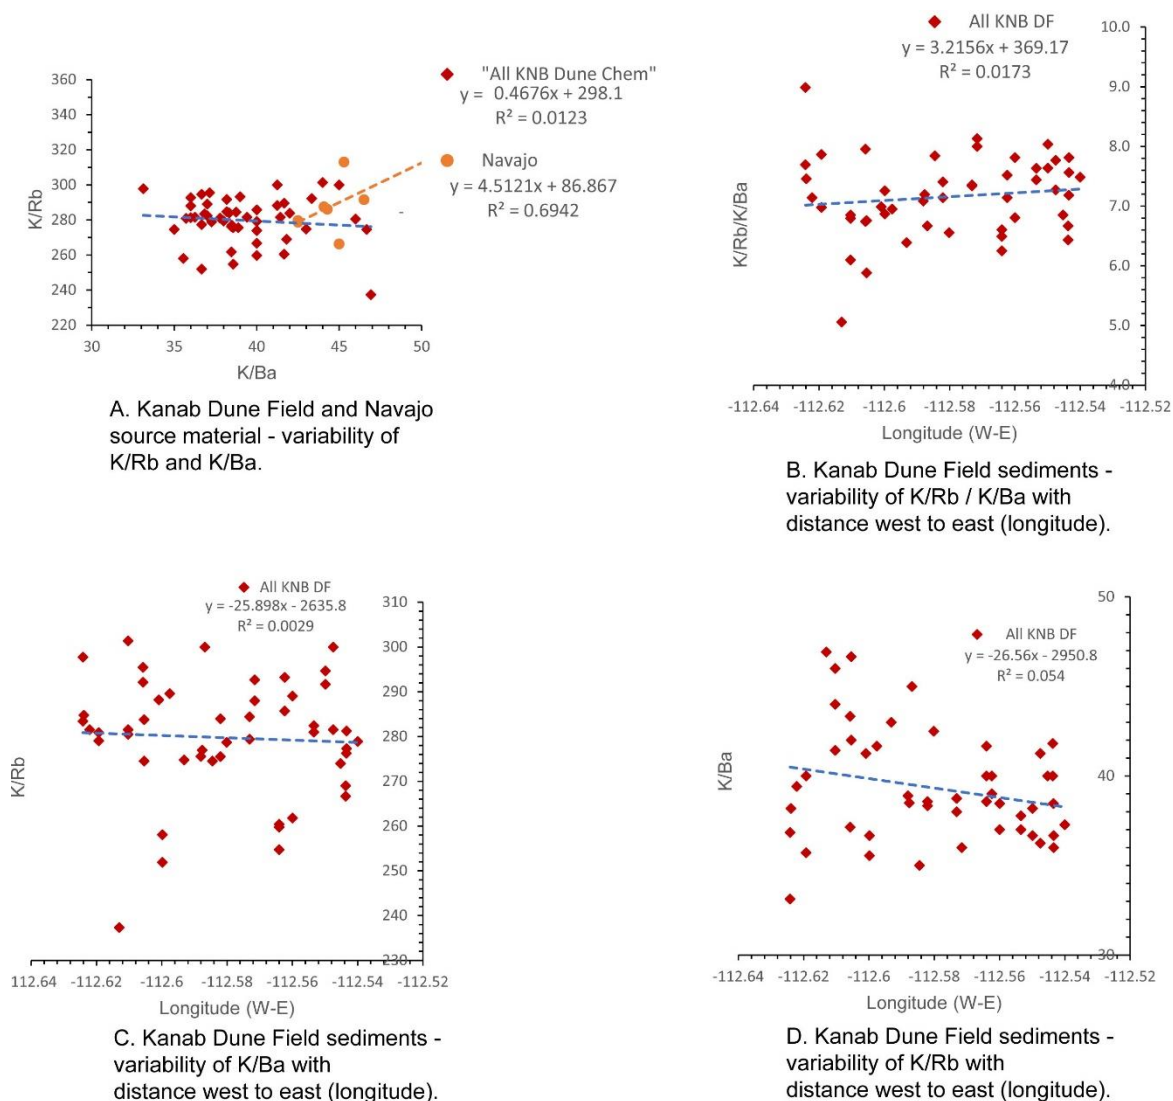 "All KNB Dune Chem"
y = 0.4676x + 298.1
R² = 0.0123
Navajo
y = 4.5121x + 86.867
R² = 0.6942
360
340
320
300
280
260
240
220
K/Rb
30 35 40 45 50
K/Ba
A. Kanab Dune Field and Navajo
source material - variability of
K/Rb and K/Ba.
All KNB DF
y = 3.2156x + 369.17
R² = 0.0173
10.0
9.0
8.0
7.0
6.0
5.0
4.0
K/Rb/K/Ba
-112.64 -112.62 -112.6 -112.58 -112.56 -112.54 -112.52
Longitude (W-E)
B. Kanab Dune Field sediments -
variability of K/Rb / K/Ba with
distance west to east (longitude).
All KNB DF
y = -25.898x - 2635.8
R² = 0.0029
310
300
290
280
270
260
250
240
230
K/Rb
-112.64 -112.62 -112.6 -112.58 -112.56 -112.54 -112.52
Longitude (W-E)
C. Kanab Dune Field sediments -
variability of K/Ba with
distance west to east (longitude).
All KNB DF
y = -26.56x - 2950.8
R² = 0.054
50
40
30
K/Ba
-112.64 -112.62 -112.6 -112.58 -112.56 -112.54 -112.52
Longitude (W-E)
D. Kanab Dune Field sediments -
variability of K/Rb with
distance west to east (longitude).